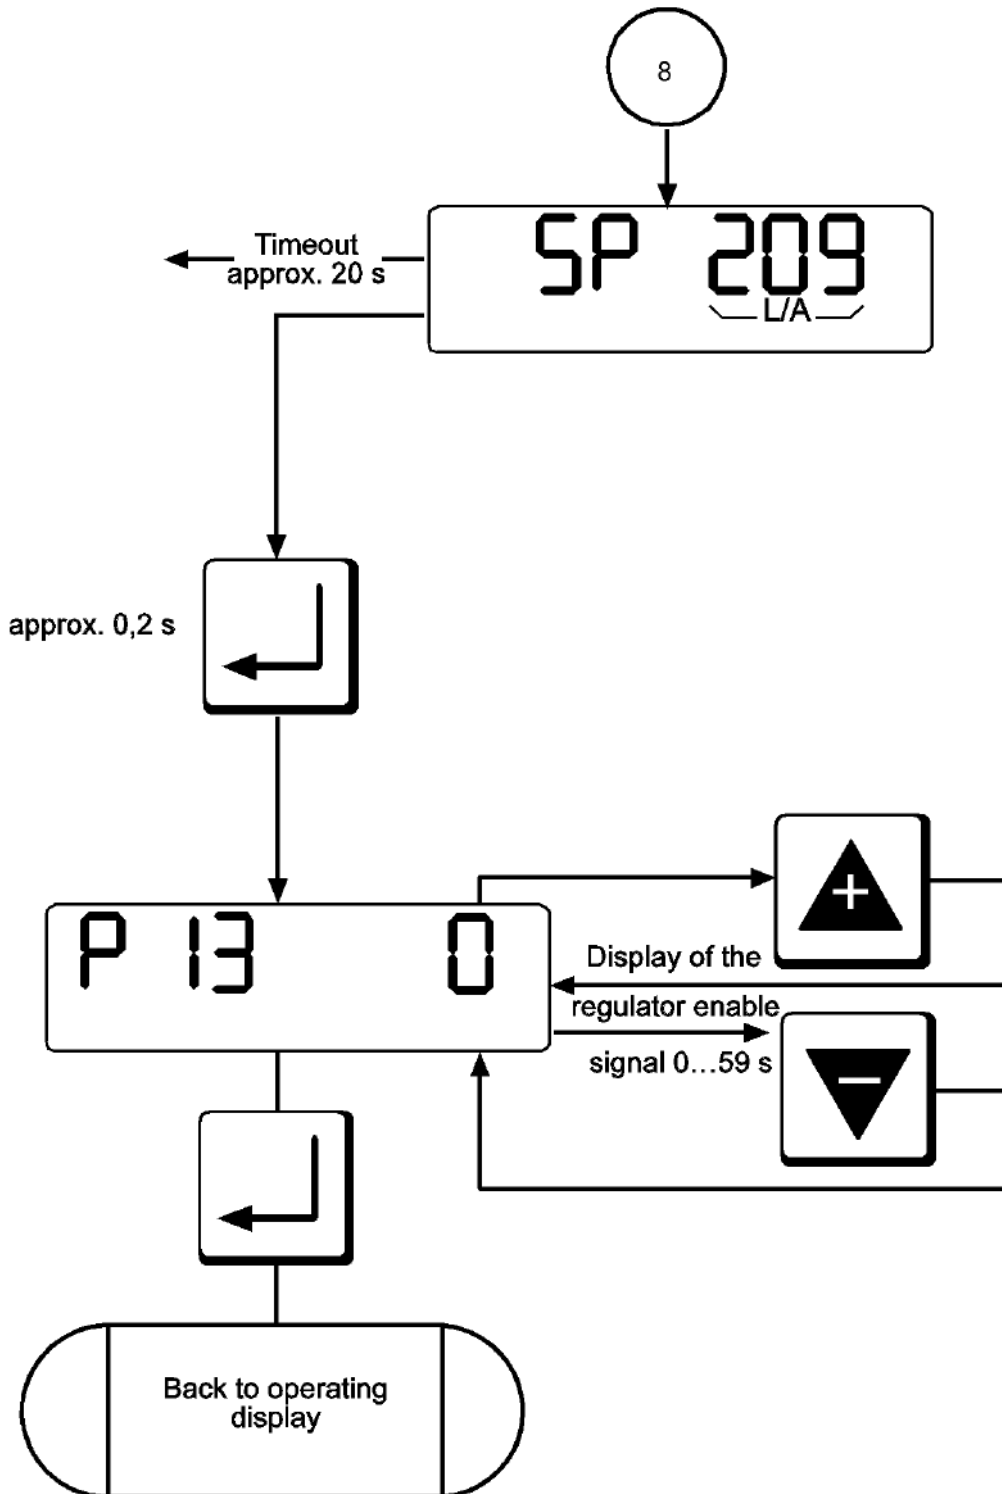 8
SP 209
L/A
Timeout
approx. 20 s
approx. 0,2 s
P 13 0
+
Display of the
regulator enable
signal 0...59 s
−
Back to operating
display